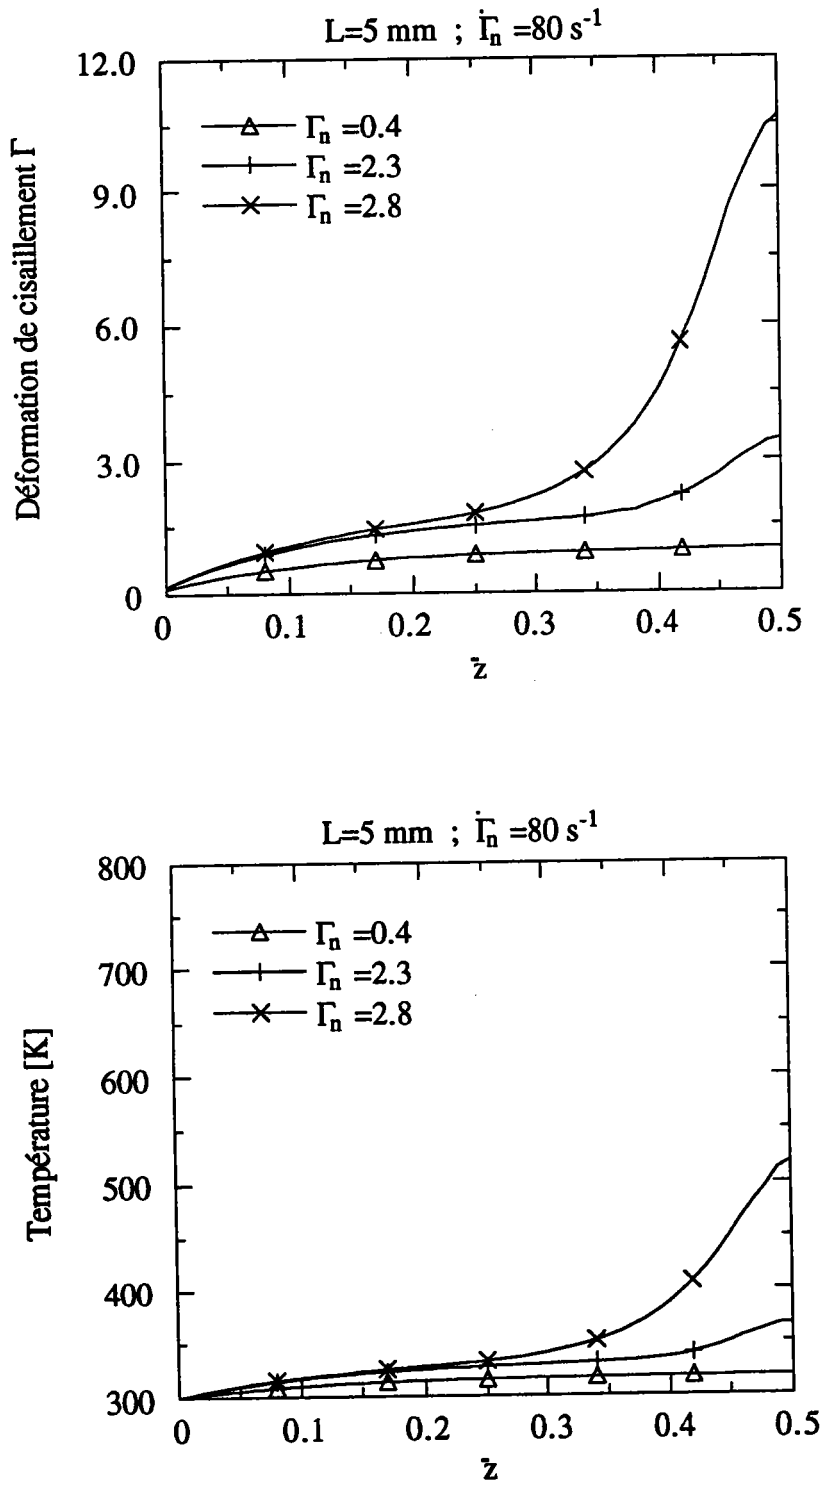 L=5 mm ; Γ̇n =80 s-1
12.0
9.0
6.0
3.0
0
Déformation de cisaillement Γ
Γn =0.4
Γn =2.3
Γn =2.8
0 0.1 0.2 0.3 0.4 0.5
z̄
L=5 mm ; Γ̇n =80 s-1
800
700
600
500
400
300
Température [K]
Γn =0.4
Γn =2.3
Γn =2.8
0 0.1 0.2 0.3 0.4 0.5
z̄